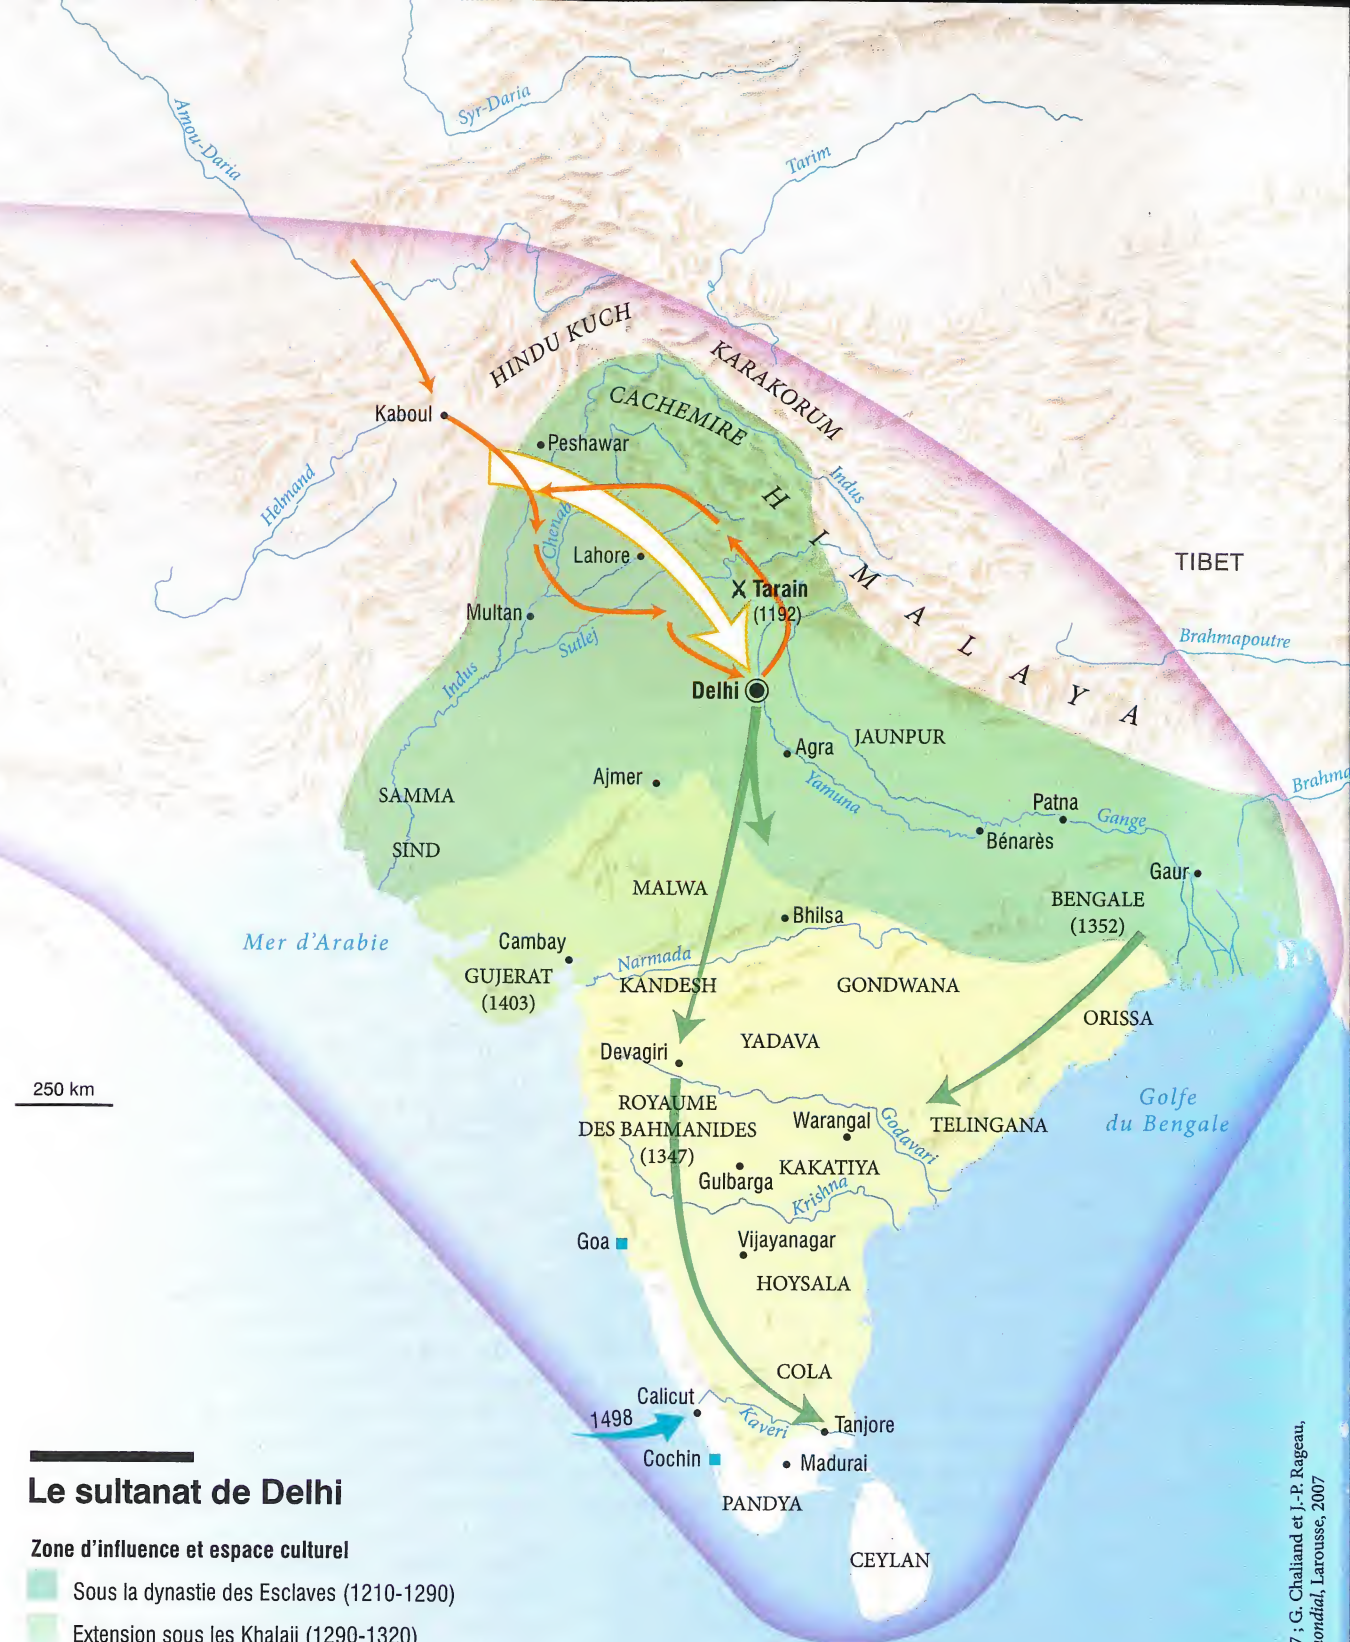 Syr-Daria
Amou-Daria
Tarim
HINDU KUCH
KARAKORUM
Kaboul
CACHEMIRE
Peshawar
Helmand
Indus
HIMALAYA
Chenab
Lahore
TIBET
Tarain
(1192)
Multan
Sutlej
Brahmapoutre
Indus
Delhi
JAUNPUR
Agra
Ajmer
Yamuna
SAMMA
Patna
Gange
Brahma
Bénarès
SIND
Gaur
MALWA
BENGALE
(1352)
Bhilsa
Mer d'Arabie
Cambay
Narmada
GUJERAT
(1403)
KANDESH
GONDWANA
ORISSA
YADAVA
Devagiri
250 km
ROYAUME
DES BAHMANIDES
(1347)
Warangal
Godavari
TELINGANA
Golfe
du Bengale
KAKATIYA
Gulbarga
Krishna
Goa
Vijayanagar
HOYSALA
COLA
Calicut
1498
Kaveri
Tanjore
Cochin
Madurai
PANDYA
CEYLAN
Le sultanat de Delhi
Zone d'influence et espace culturel
Sous la dynastie des Esclaves (1210-1290)
Extension sous les Khalaji (1290-1320)
7 ; G. Chaliand et J.-P. Rageau,
ondial, Larousse, 2007